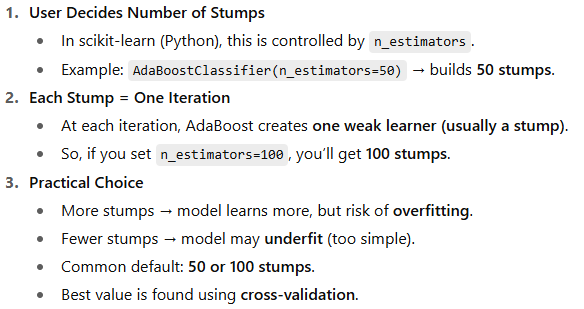 1. User Decides Number of Stumps
• In scikit-learn (Python), this is controlled by n_estimators.
• Example: AdaBoostClassifier(n_estimators=50) → builds 50 stumps.
2. Each Stump = One Iteration
• At each iteration, AdaBoost creates one weak learner (usually a stump).
• So, if you set n_estimators=100, you’ll get 100 stumps.
3. Practical Choice
• More stumps → model learns more, but risk of overfitting.
• Fewer stumps → model may underfit (too simple).
• Common default: 50 or 100 stumps.
• Best value is found using cross-validation.